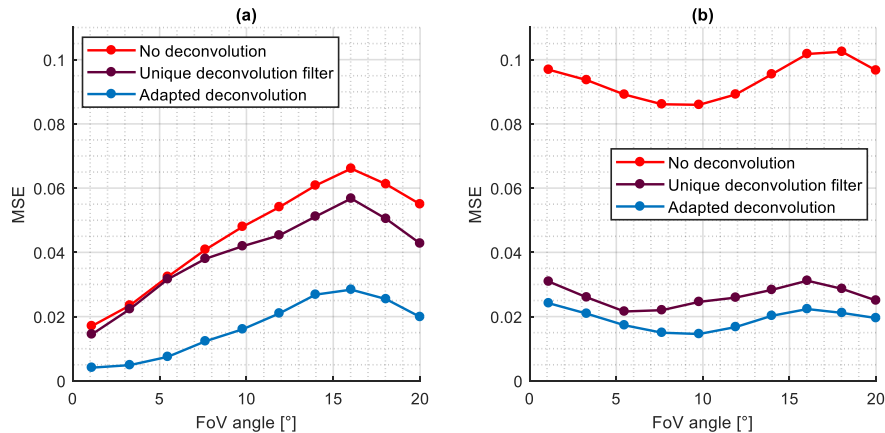 (a)
0.1
0.08
0.06
0.04
0.02
0
MSE
No deconvolution
Unique deconvolution filter
Adapted deconvolution
0 5 10 15 20
FoV angle [°]
(b)
0.1
0.08
0.06
0.04
0.02
0
MSE
No deconvolution
Unique deconvolution filter
Adapted deconvolution
0 5 10 15 20
FoV angle [°]